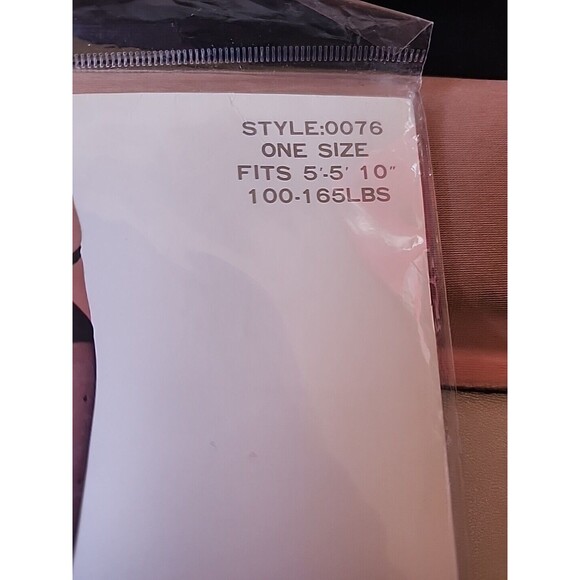 STYLE:0076
ONE SIZE
FITS 5'-5' 10"
100-165LBS